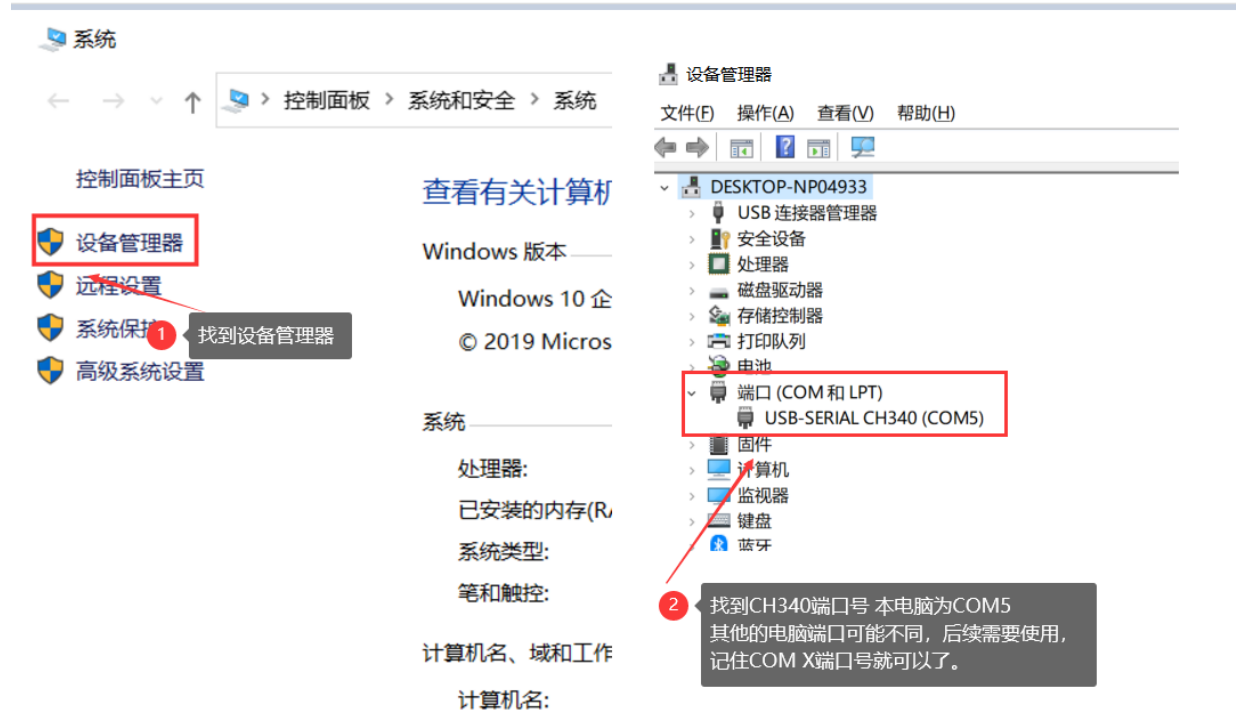 系统
控制面板 > 系统和安全 > 系统
控制面板主页
设备管理器
远程设置
系统保护
1 找到设备管理器
高级系统设置
查看有关计算机
Windows 版本
Windows 10 企
© 2019 Micros
系统
处理器:
已安装的内存(RA
系统类型:
笔和触控:
计算机名、域和工作
计算机名:
设备管理器
文件(F) 操作(A) 查看(V) 帮助(H)
DESKTOP-NP04933
USB 连接器管理器
安全设备
处理器
磁盘驱动器
存储控制器
打印队列
电池
端口 (COM 和 LPT)
USB-SERIAL CH340 (COM5)
固件
计算机
监视器
键盘
蓝牙
2 找到CH340端口号 本电脑为COM5
其他的电脑端口可能不同，后续需要使用，
记住COM X端口号就可以了。